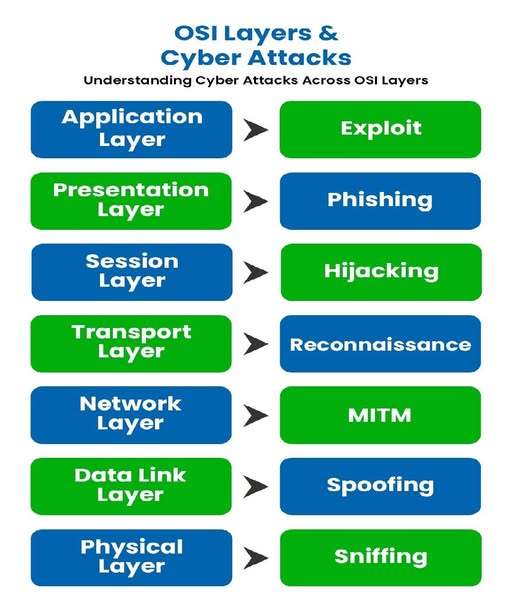 OSI Layers &
Cyber Attacks
Understanding Cyber Attacks Across OSI Layers
Application
Layer
Exploit
Presentation
Layer
Phishing
Session
Layer
Hijacking
Transport
Layer
Reconnaissance
Network
Layer
MITM
Data Link
Layer
Spoofing
Physical
Layer
Sniffing